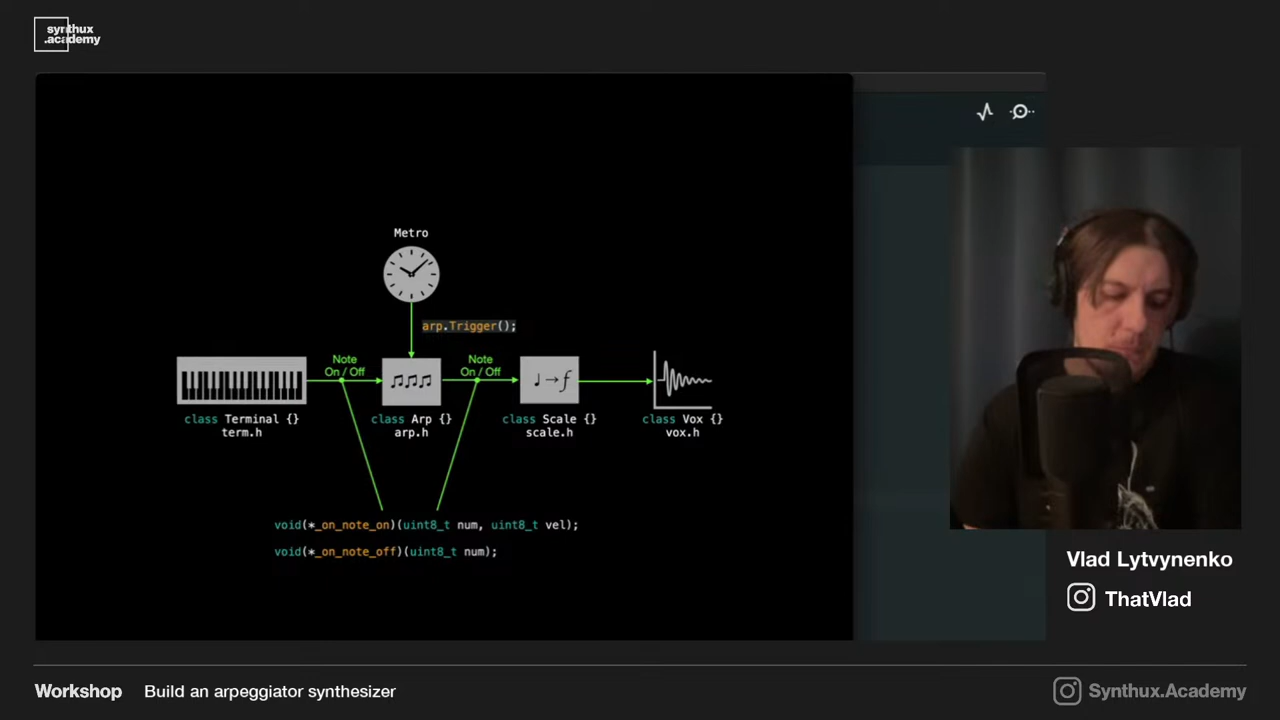 synthux
.academy
Metro
arp.Trigger();
Note
On / Off
Note
On / Off
♩→f
class Terminal {}
term.h
class Arp {}
arp.h
class Scale {}
scale.h
class Vox {}
vox.h
void(*_on_note_on)(uint8_t num, uint8_t vel);
void(*_on_note_off)(uint8_t num);
Vlad Lytvynenko
ThatVlad
Workshop Build an arpeggiator synthesizer
Synthux.Academy